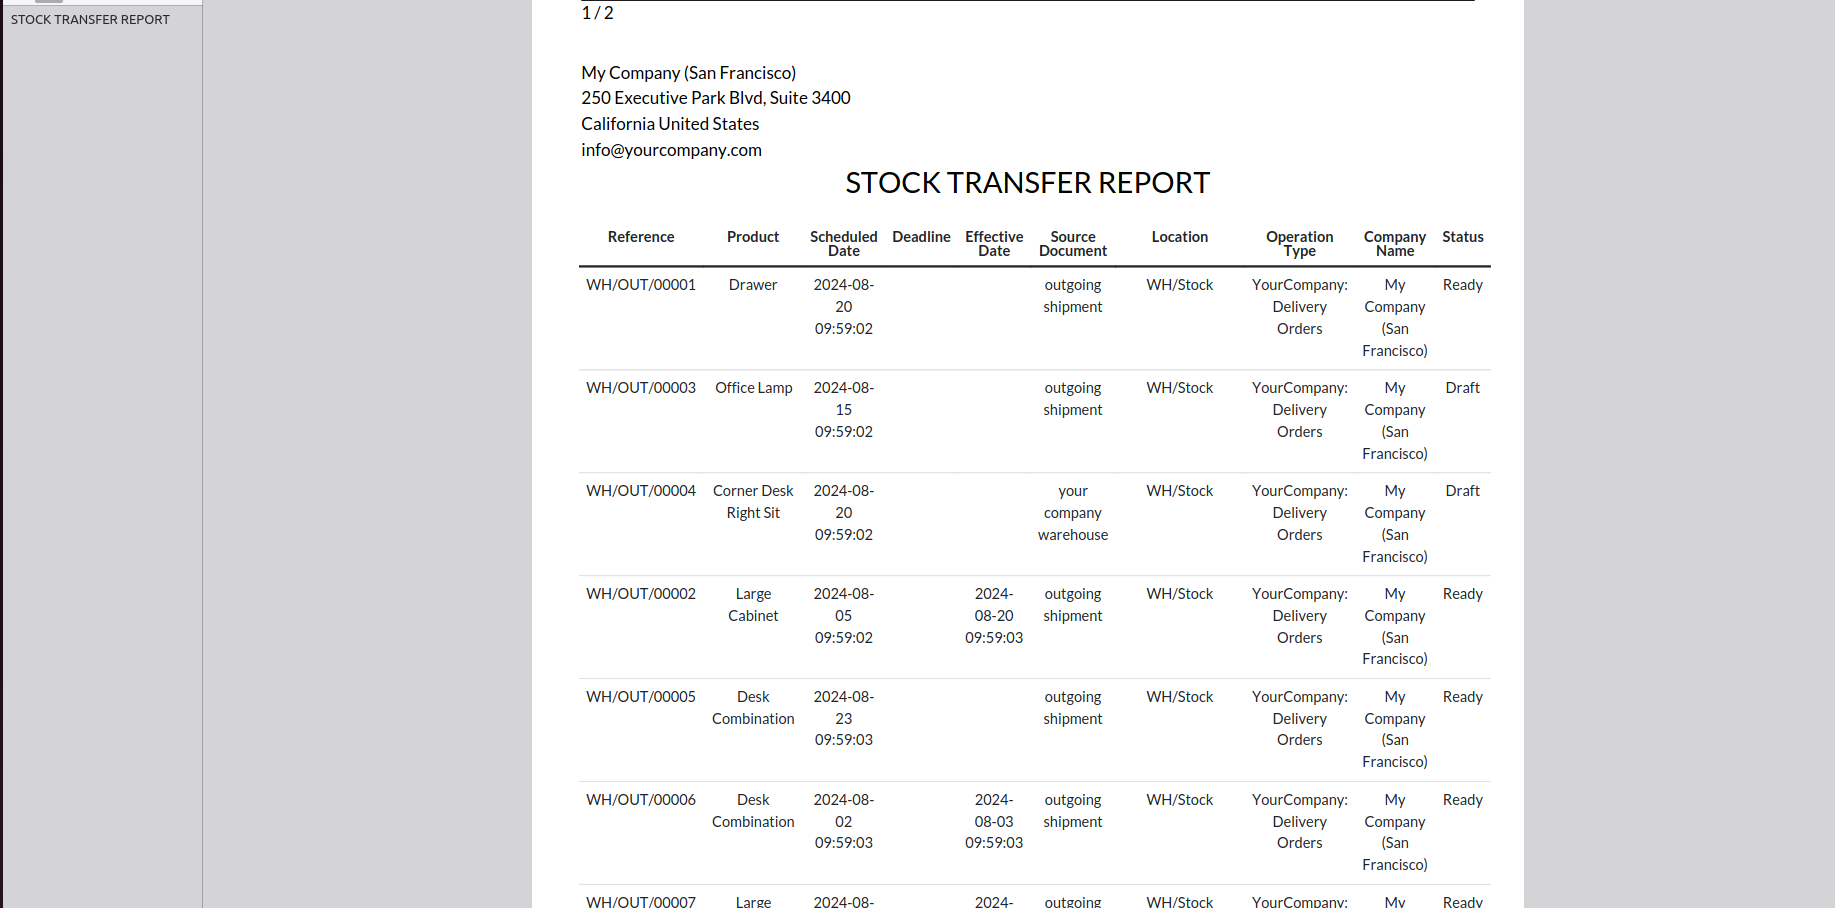 STOCK TRANSFER REPORT
1 / 2
My Company (San Francisco)
250 Executive Park Blvd, Suite 3400
California United States
info@yourcompany.com
STOCK TRANSFER REPORT
Reference Product Scheduled Date Deadline Effective Date Source Document Location Operation Type Company Name Status
WH/OUT/00001 Drawer 2024-08-20 09:59:02 outgoing shipment WH/Stock YourCompany: Delivery Orders My Company (San Francisco) Ready
WH/OUT/00003 Office Lamp 2024-08-15 09:59:02 outgoing shipment WH/Stock YourCompany: Delivery Orders My Company (San Francisco) Draft
WH/OUT/00004 Corner Desk Right Sit 2024-08-20 09:59:02 your company warehouse WH/Stock YourCompany: Delivery Orders My Company (San Francisco) Draft
WH/OUT/00002 Large Cabinet 2024-08-05 09:59:02 2024-08-20 09:59:03 outgoing shipment WH/Stock YourCompany: Delivery Orders My Company (San Francisco) Ready
WH/OUT/00005 Desk Combination 2024-08-23 09:59:03 outgoing shipment WH/Stock YourCompany: Delivery Orders My Company (San Francisco) Ready
WH/OUT/00006 Desk Combination 2024-08-02 09:59:03 2024-08-03 09:59:03 outgoing shipment WH/Stock YourCompany: Delivery Orders My Company (San Francisco) Ready
WH/OUT/00007 Large 2024-08- 2024- outgoing WH/Stock YourCompany: My Ready